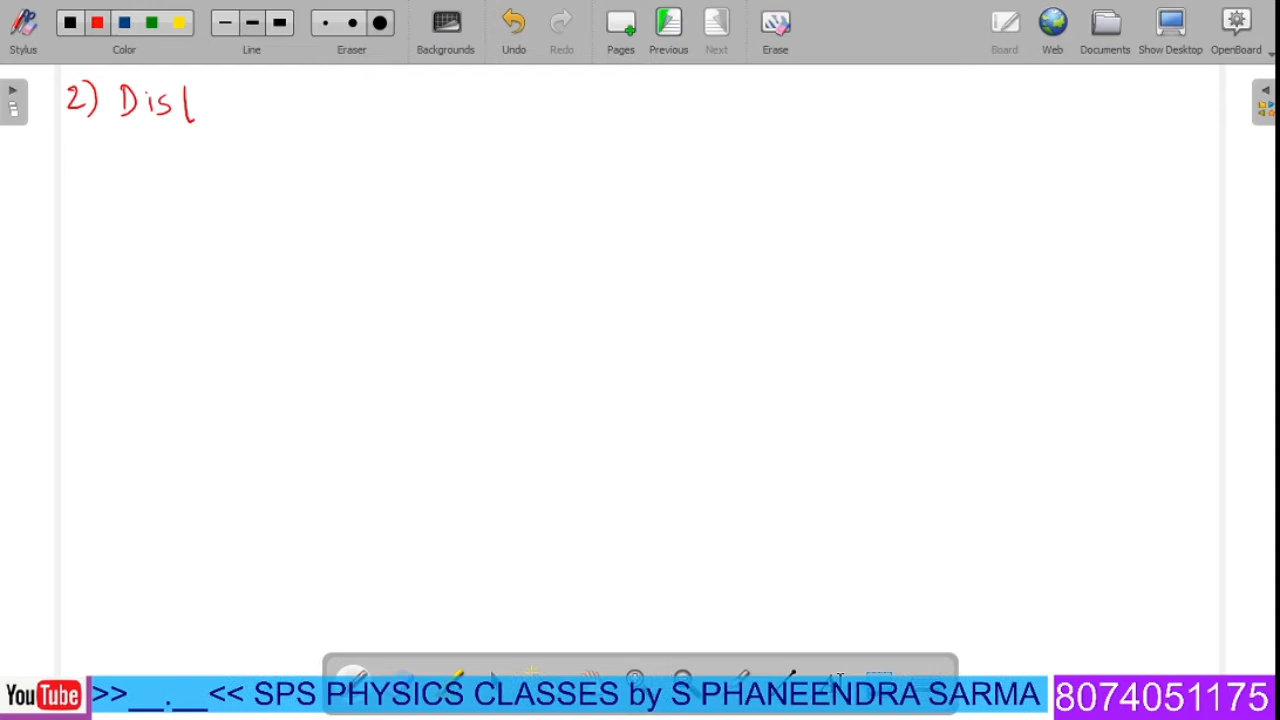 Stylus Color Line Eraser Backgrounds Undo Redo Pages Previous Next Erase Board Web Documents Show Desktop OpenBoard
2) Dis
YouTube >>__.__<< SPS PHYSICS CLASSES by S PHANEENDRA SARMA 8074051175